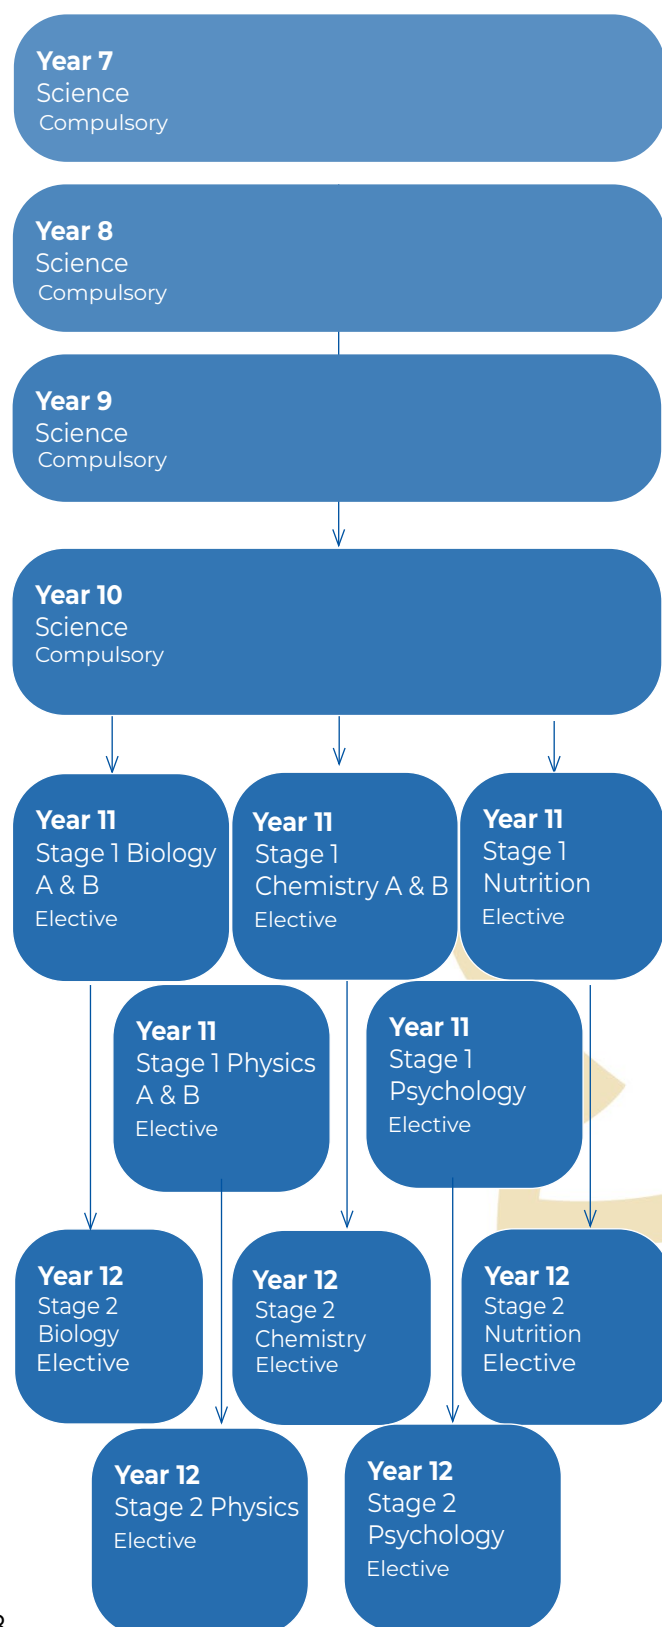 Year 7
Science
Compulsory
Year 8
Science
Compulsory
Year 9
Science
Compulsory
Year 10
Science
Compulsory
Year 11
Stage 1 Biology
A & B
Elective
Year 11
Stage 1
Chemistry A & B
Elective
Year 11
Stage 1
Nutrition
Elective
Year 11
Stage 1 Physics
A & B
Elective
Year 11
Stage 1
Psychology
Elective
Year 12
Stage 2
Biology
Elective
Year 12
Stage 2
Chemistry
Elective
Year 12
Stage 2
Nutrition
Elective
Year 12
Stage 2 Physics
Elective
Year 12
Stage 2
Psychology
Elective